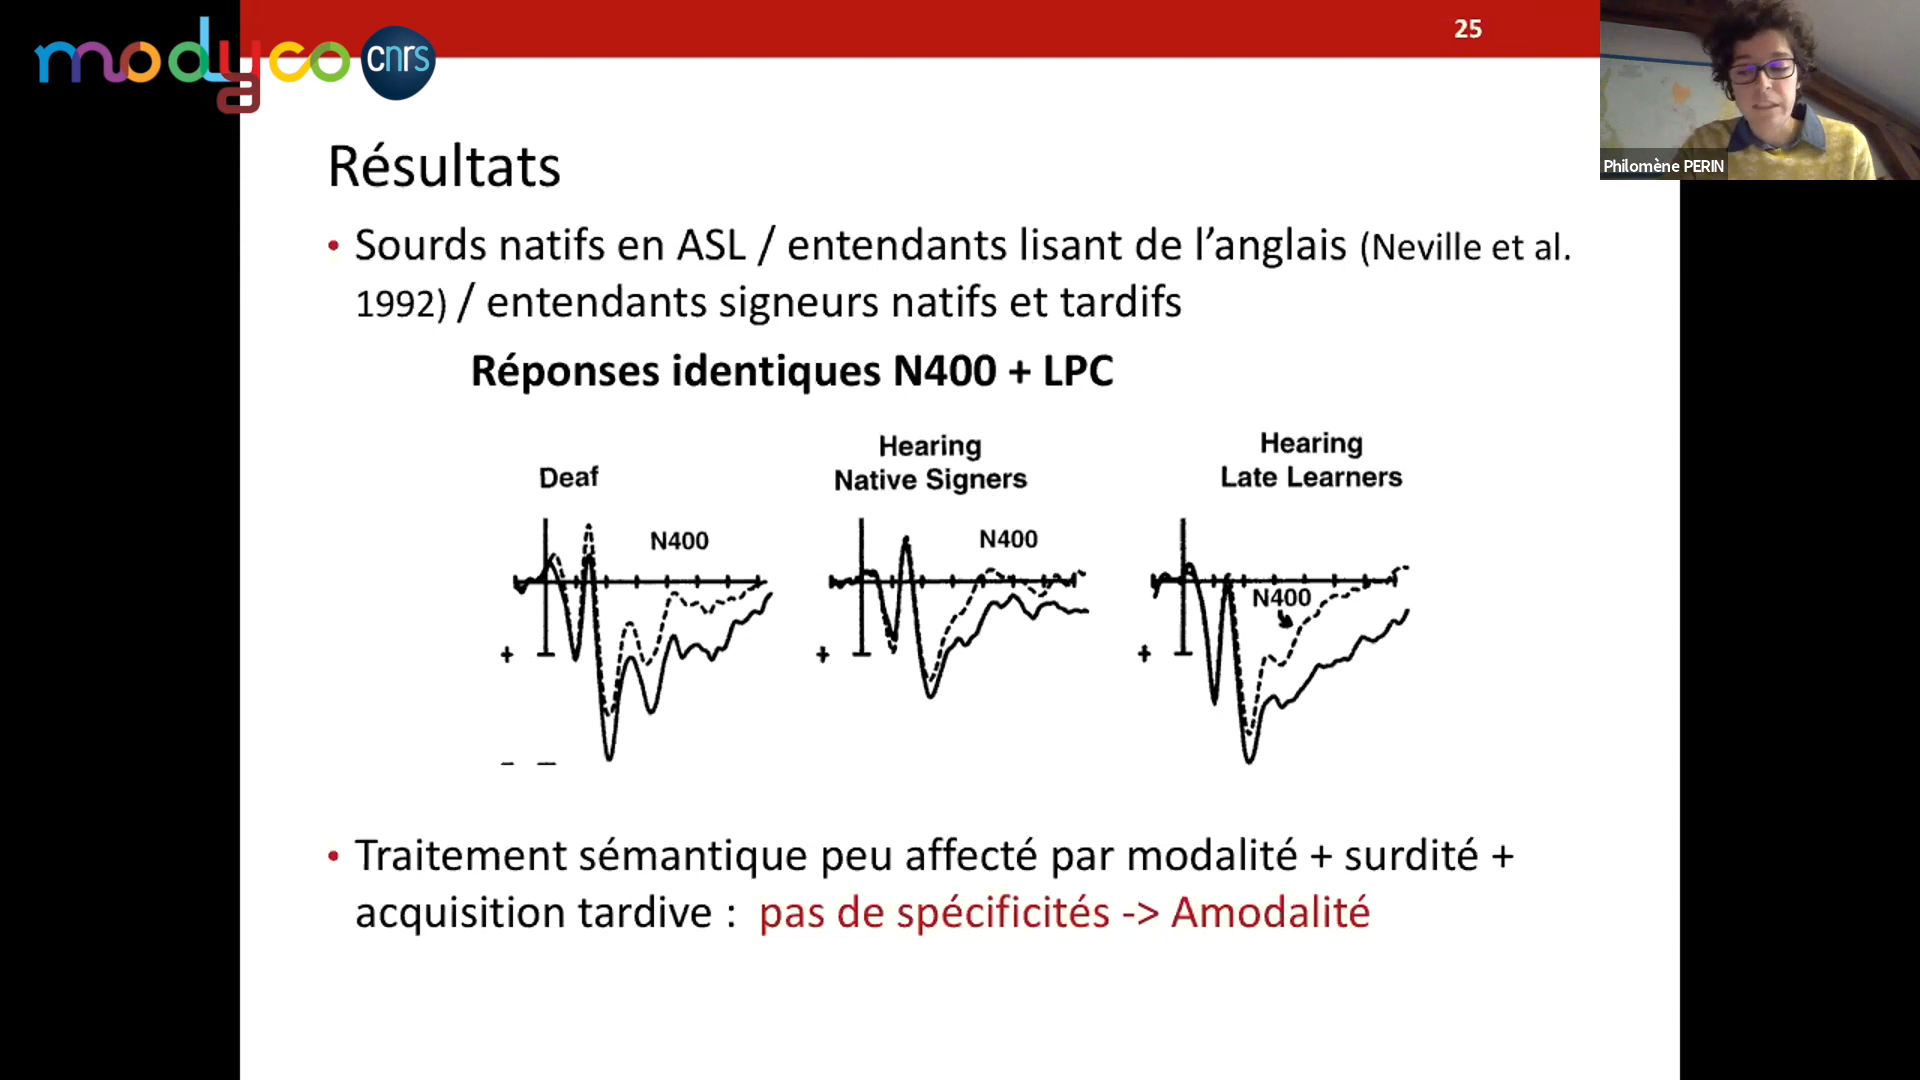 modyco cnrs
25
Philomène PERIN
Résultats
• Sourds natifs en ASL / entendants lisant de l’anglais (Neville et al.
1992) / entendants signeurs natifs et tardifs
Réponses identiques N400 + LPC
Deaf
Hearing
Native Signers
Hearing
Late Learners
N400
N400
N400
+
+
+
• Traitement sémantique peu affecté par modalité + surdité +
acquisition tardive : pas de spécificités -> Amodalité